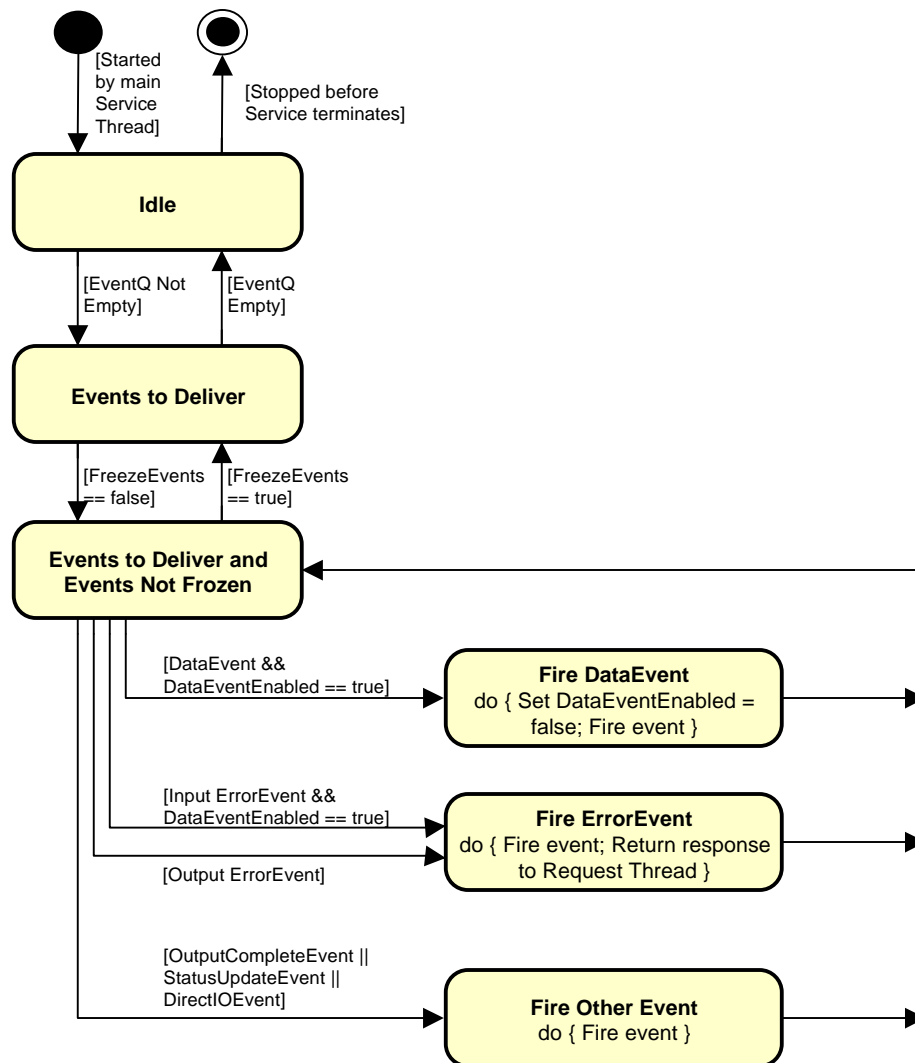 [Started
by main
Service
Thread]
[Stopped before
Service terminates]
Idle
[EventQ Not
Empty]
[EventQ
Empty]
Events to Deliver
[FreezeEvents
== false]
[FreezeEvents
== true]
Events to Deliver and
Events Not Frozen
[DataEvent &&
DataEventEnabled == true]
Fire DataEvent
do { Set DataEventEnabled =
false; Fire event }
[Input ErrorEvent &&
DataEventEnabled == true]
Fire ErrorEvent
do { Fire event; Return response
to Request Thread }
[Output ErrorEvent]
[OutputCompleteEvent ||
StatusUpdateEvent ||
DirectIOEvent]
Fire Other Event
do { Fire event }